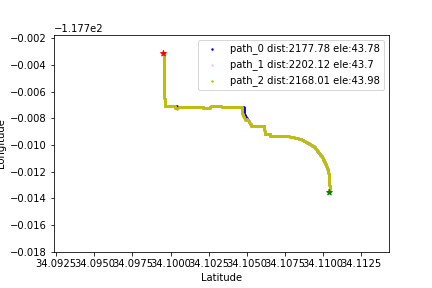 -1.177e2
path_0 dist:2177.78 ele:43.78
path_1 dist:2202.12 ele:43.7
path_2 dist:2168.01 ele:43.98
-0.002
-0.004
-0.006
-0.008
-0.010
-0.012
-0.014
-0.016
-0.018
Longitude
34.0925 34.0950 34.0975 34.1000 34.1025 34.1050 34.1075 34.1100 34.1125
Latitude